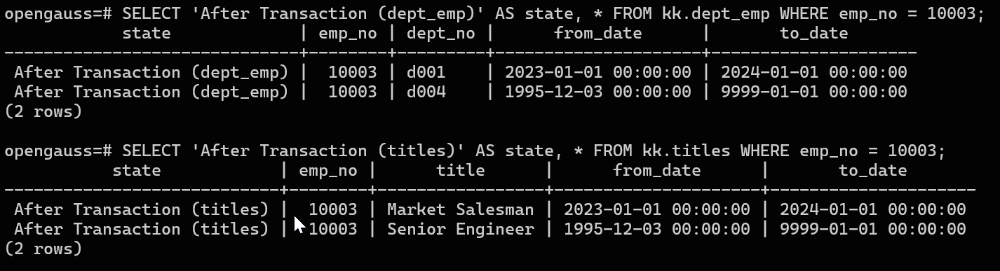 opengauss=# SELECT 'After Transaction (dept_emp)' AS state, * FROM kk.dept_emp WHERE emp_no = 10003;
            state             | emp_no | dept_no |      from_date      |       to_date
------------------------------+--------+---------+---------------------+---------------------
 After Transaction (dept_emp) |  10003 | d001    | 2023-01-01 00:00:00 | 2024-01-01 00:00:00
 After Transaction (dept_emp) |  10003 | d004    | 1995-12-03 00:00:00 | 9999-01-01 00:00:00
(2 rows)

opengauss=# SELECT 'After Transaction (titles)' AS state, * FROM kk.titles WHERE emp_no = 10003;
           state            | emp_no |      title      |      from_date      |       to_date
----------------------------+--------+-----------------+---------------------+---------------------
 After Transaction (titles) |  10003 | Market Salesman | 2023-01-01 00:00:00 | 2024-01-01 00:00:00
 After Transaction (titles) |  10003 | Senior Engineer | 1995-12-03 00:00:00 | 9999-01-01 00:00:00
(2 rows)